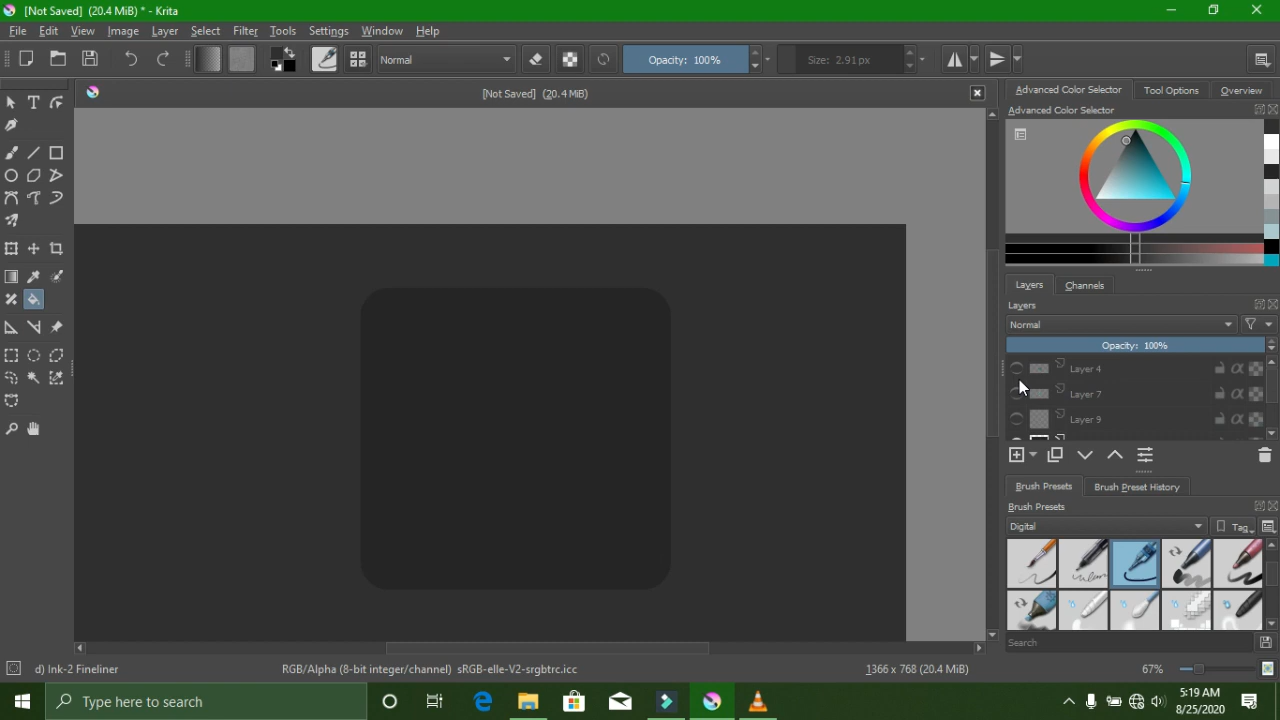 [Not Saved] (20.4 MiB) * - Krita
File Edit View Image Layer Select Filter Tools Settings Window Help
Normal Opacity: 100% Size: 2.91px
[Not Saved] (20.4 MiB)
Advanced Color Selector Tool Options Overview
Advanced Color Selector
Layers Channels
Layers
Normal
Opacity: 100%
Layer 4
Layer 7
Layer 9
Brush Presets Brush Preset History
Brush Presets
Digital Tag
Search
d) Ink-2 Fineliner RGB/Alpha (8-bit integer/channel) sRGB-elle-V2-srgbtrc.icc 1366 x 768 (20.4 MiB) 67%
Type here to search
5:19 AM
8/25/2020